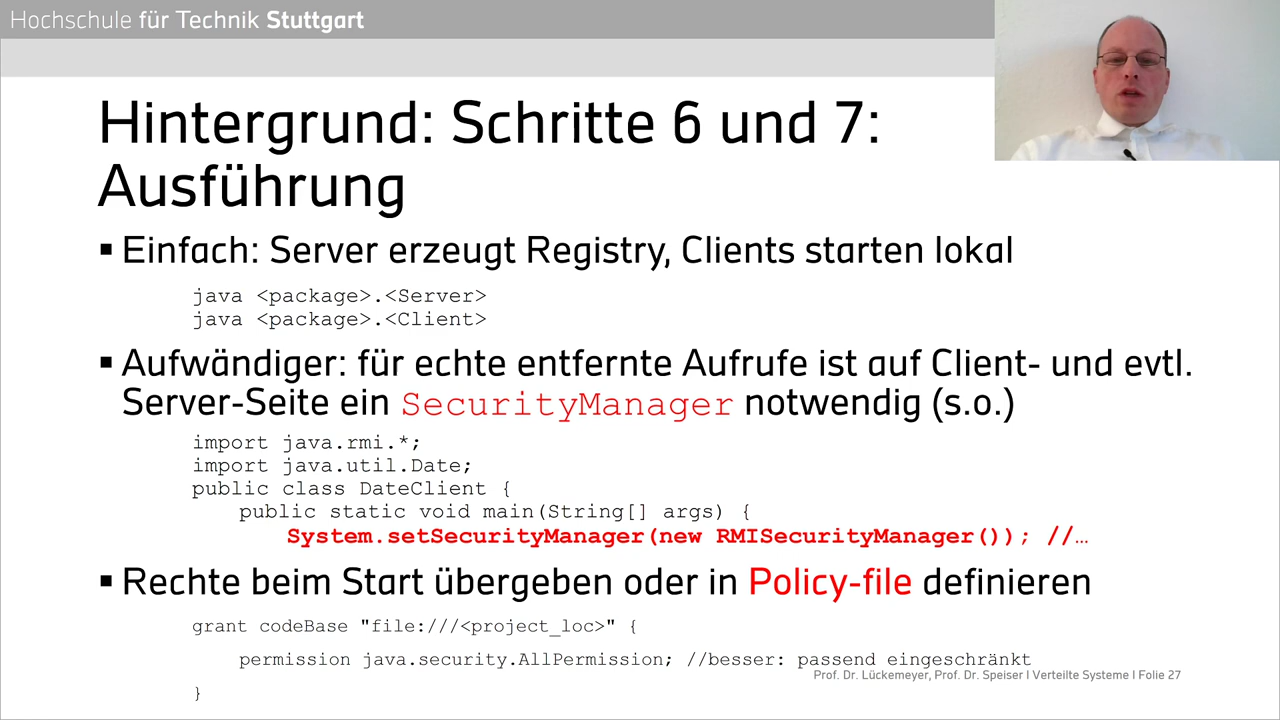 Hochschule für Technik Stuttgart
Hintergrund: Schritte 6 und 7:
Ausführung
▪ Einfach: Server erzeugt Registry, Clients starten lokal
java <package>.<Server>
java <package>.<Client>
▪ Aufwändiger: für echte entfernte Aufrufe ist auf Client- und evtl.
Server-Seite ein SecurityManager notwendig (s.o.)
import java.rmi.*;
import java.util.Date;
public class DateClient {
public static void main(String[] args) {
System.setSecurityManager(new RMISecurityManager()); //…
▪ Rechte beim Start übergeben oder in Policy-file definieren
grant codeBase "file:///<project_loc>" {
permission java.security.AllPermission; //besser: passend eingeschränkt
Prof. Dr. Lückemeyer, Prof. Dr. Speiser I Verteilte Systeme I Folie 27
}